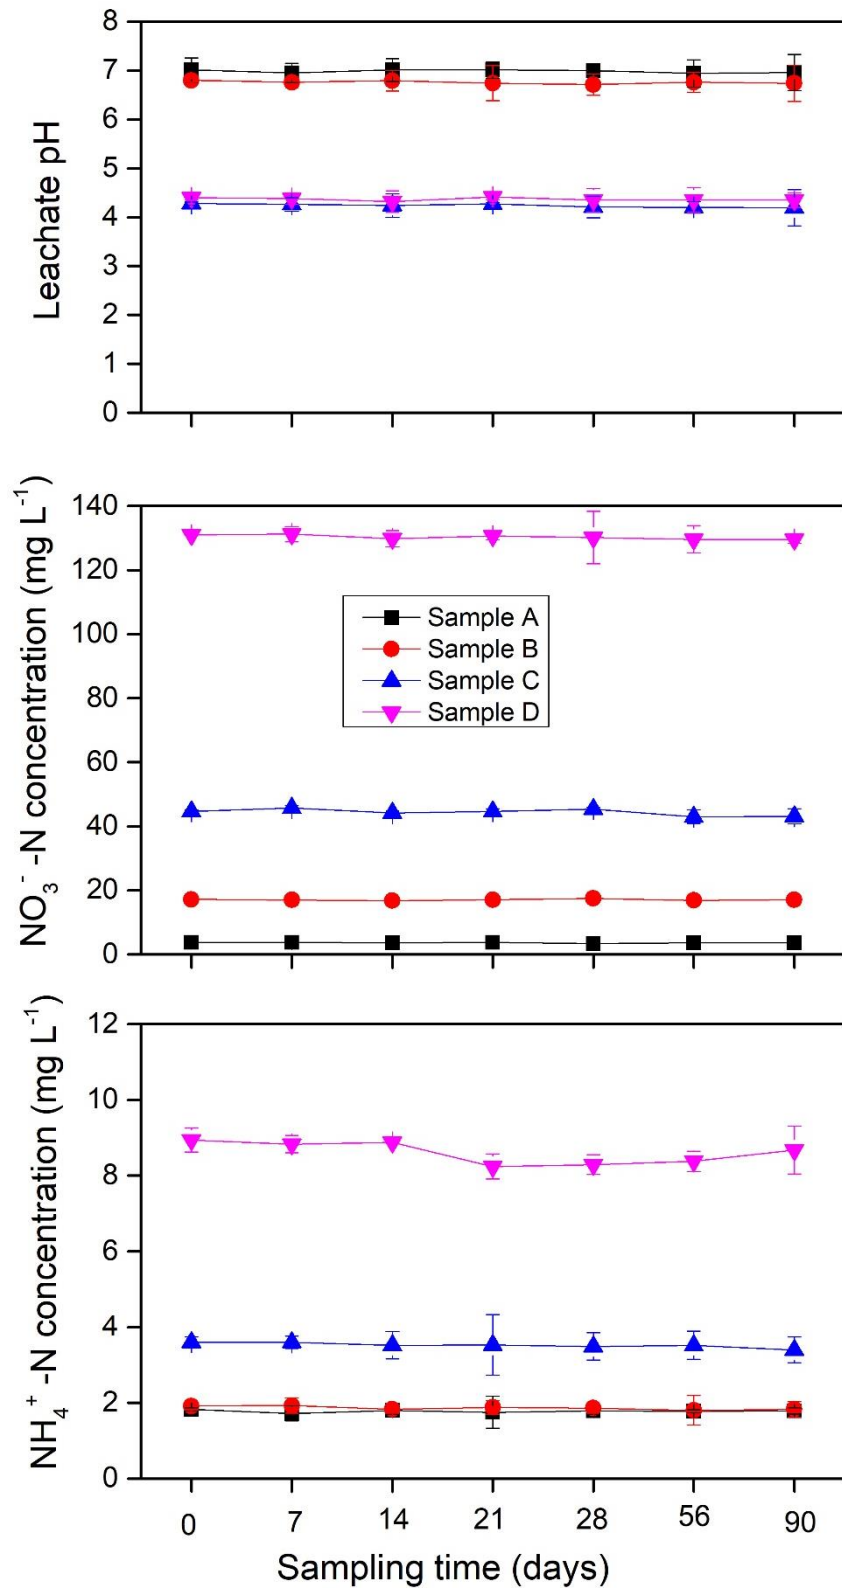 8
7
6
5
4
3
2
1
0
Leachate pH
140
120
100
80
60
40
20
0
NO₃⁻ -N concentration (mg L⁻¹)
Sample A
Sample B
Sample C
Sample D
12
10
8
6
4
2
0
NH₄⁺ -N concentration (mg L⁻¹)
0 7 14 21 28 56 90
Sampling time (days)